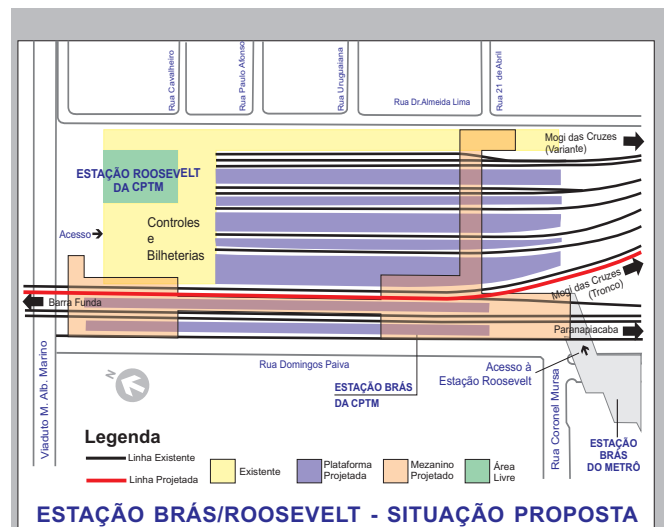 Rua Cavalheiro
Rua Paulo Afonso
Rua Uruguaiana
Rua Dr.Almeida Lima
Rua 21 de Abril
Mogi das Cruzes
(Variante)
ESTAÇÃO ROOSEVELT
DA CPTM
Acesso
Controles
e
Bilheterias
Barra Funda
Mogi das Cruzes
(Tronco)
Paranapiacaba
Viaduto M. Alb. Marino
N
Rua Domingos Paiva
ESTAÇÃO BRÁS
DA CPTM
Acesso à
Estação Roosevelt
Rua Coronel Mursa
ESTAÇÃO
BRÁS
DO METRÔ
Legenda
Linha Existente
Linha Projetada
Existente
Plataforma
Projetada
Mezanino
Projetado
Área
Livre
ESTAÇÃO BRÁS/ROOSEVELT - SITUAÇÃO PROPOSTA